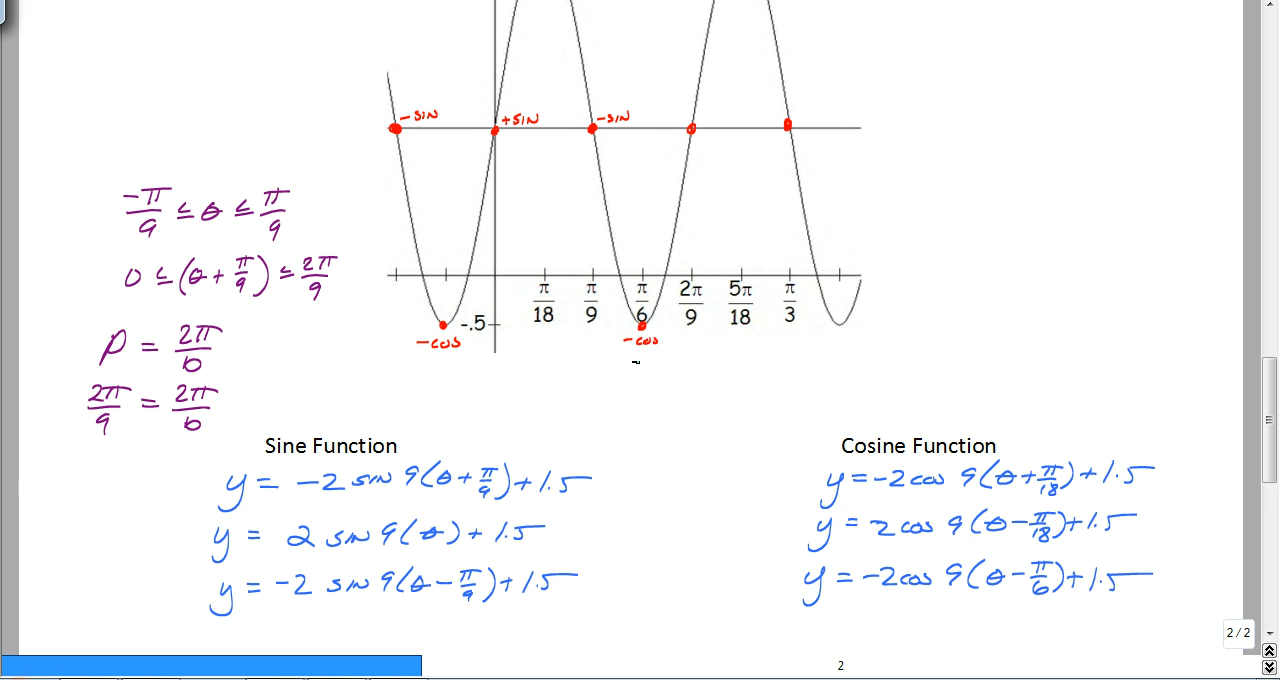 -SIN +SIN -SIN
-π/9 ≤ θ ≤ π/9
0 ≤ (θ + π/9) ≤ 2π/9
π/18 π/9 π/6 2π/9 5π/18 π/3
-.5
-cos -cos
P = 2π/b
2π/9 = 2π/b
Sine Function Cosine Function
y = -2 sin 9(θ + π/9) + 1.5 y = -2 cos 9(θ + π/18) + 1.5
y = 2 sin 9(θ) + 1.5 y = 2 cos 9(θ - π/18) + 1.5
y = -2 sin 9(θ - π/9) + 1.5 y = -2 cos 9(θ - π/6) + 1.5
2 / 2
2